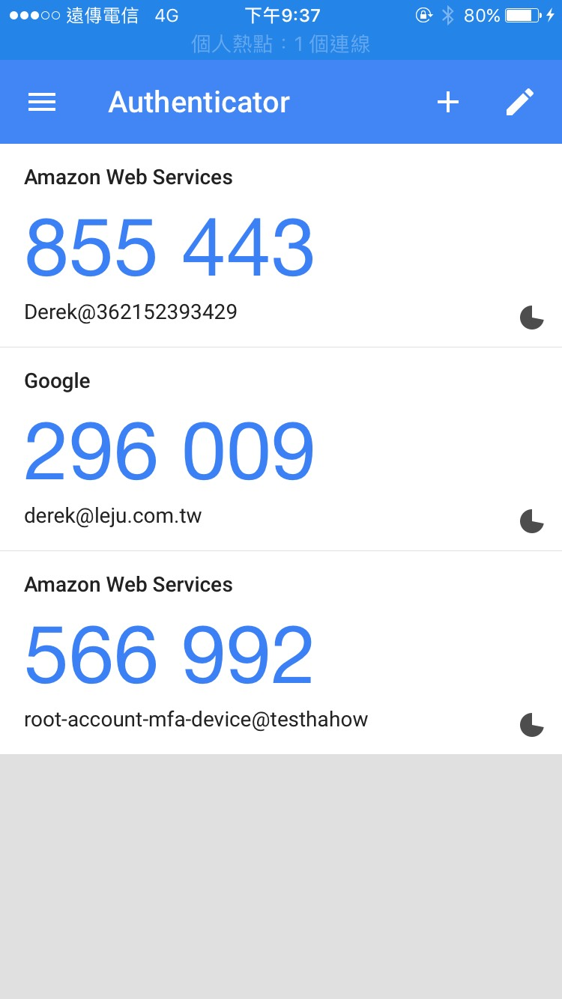 遠傳電信 4G 下午9:37 80%
個人熱點：1 個連線
Authenticator
Amazon Web Services
855 443
Derek@362152393429
Google
296 009
derek@leju.com.tw
Amazon Web Services
566 992
root-account-mfa-device@testhahow